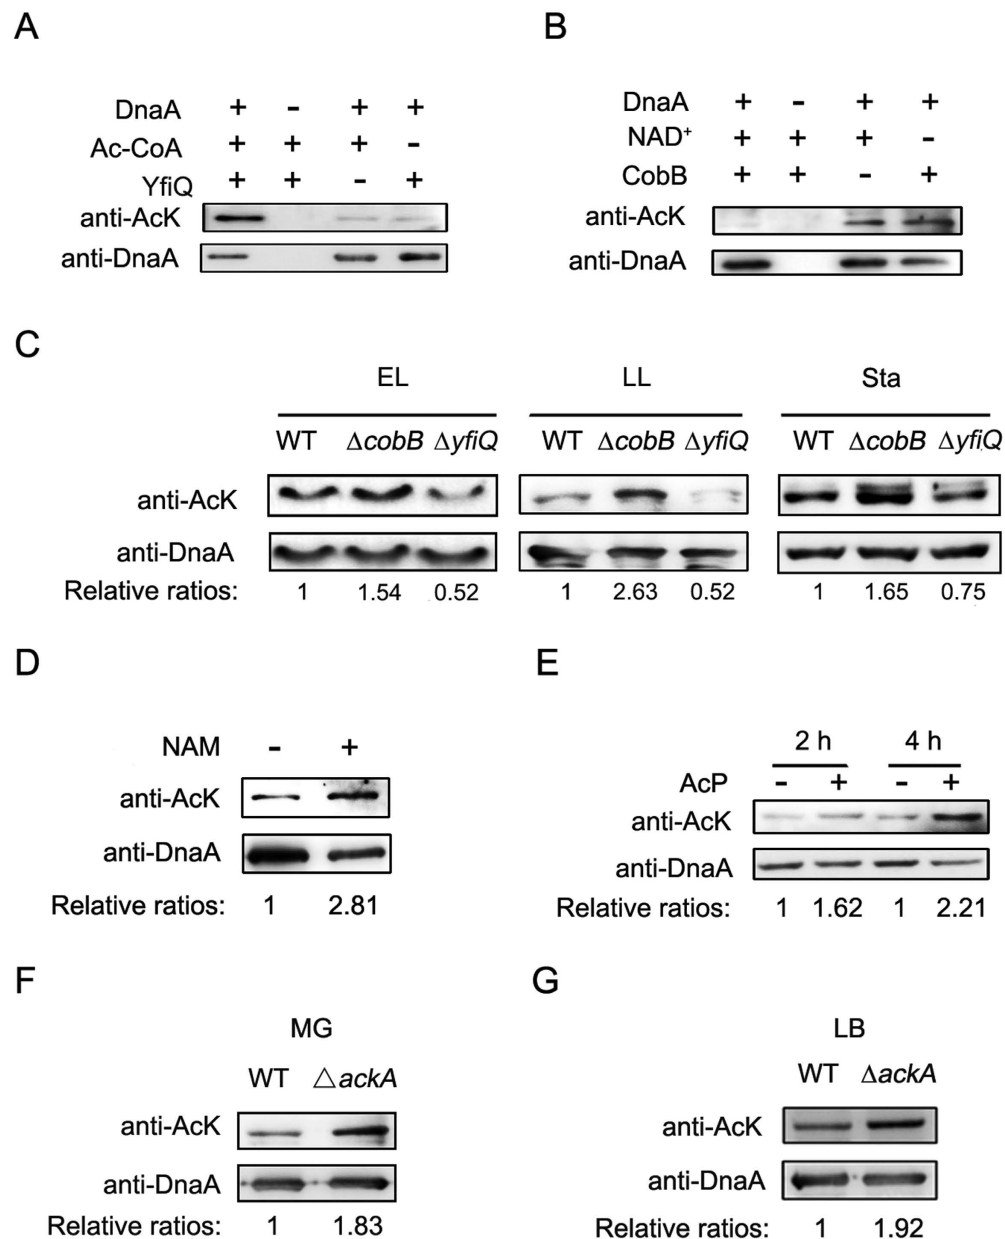 A
DnaA + - + +
Ac-CoA + + + -
YfiQ + + - +
anti-AcK
anti-DnaA
B
DnaA + - + +
NAD⁺ + + + -
CobB + + - +
anti-AcK
anti-DnaA
C
EL LL Sta
WT ΔcobB ΔyfiQ WT ΔcobB ΔyfiQ WT ΔcobB ΔyfiQ
anti-AcK
anti-DnaA
Relative ratios: 1 1.54 0.52 1 2.63 0.52 1 1.65 0.75
D
NAM - +
anti-AcK
anti-DnaA
Relative ratios: 1 2.81
E
2 h 4 h
AcP - + - +
anti-AcK
anti-DnaA
Relative ratios: 1 1.62 1 2.21
F
MG
WT △ackA
anti-AcK
anti-DnaA
Relative ratios: 1 1.83
G
LB
WT ΔackA
anti-AcK
anti-DnaA
Relative ratios: 1 1.92